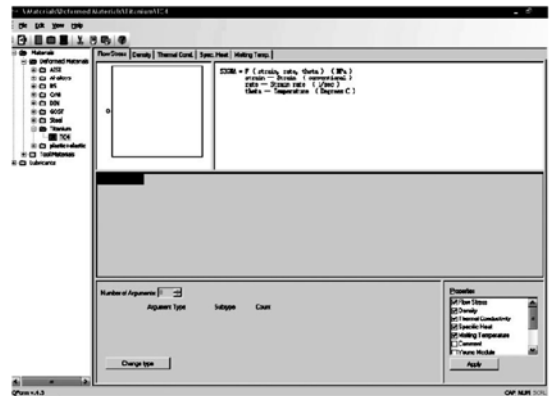 \Materials\Deformed Materials\Titanium\TC4
File Edit View Help
Flow Stress Density Thermal Cond. Spec. Heat Melting Temp.
Materials
Deformed Materials
AISI
Al-alloys
BS
DIN
GOST
Steel
Titanium
TC4
plastic-elastic
Tool Materials
Lubricants
0
SIGMA = F ( strain, rate, theta ) ( MPa )
strain -- Strain ( conventional )
rate -- Strain rate ( 1/sec )
theta -- Temperature ( Degrees C )
Number of Arguments
Argument Type Subtype Count
Change type
Properties
Flow Stress
Density
Thermal Conductivity
Specific Heat
Melting Temperature
Comment
Young Module
Apply
QForm v.4.3
CAP NUM SCRL